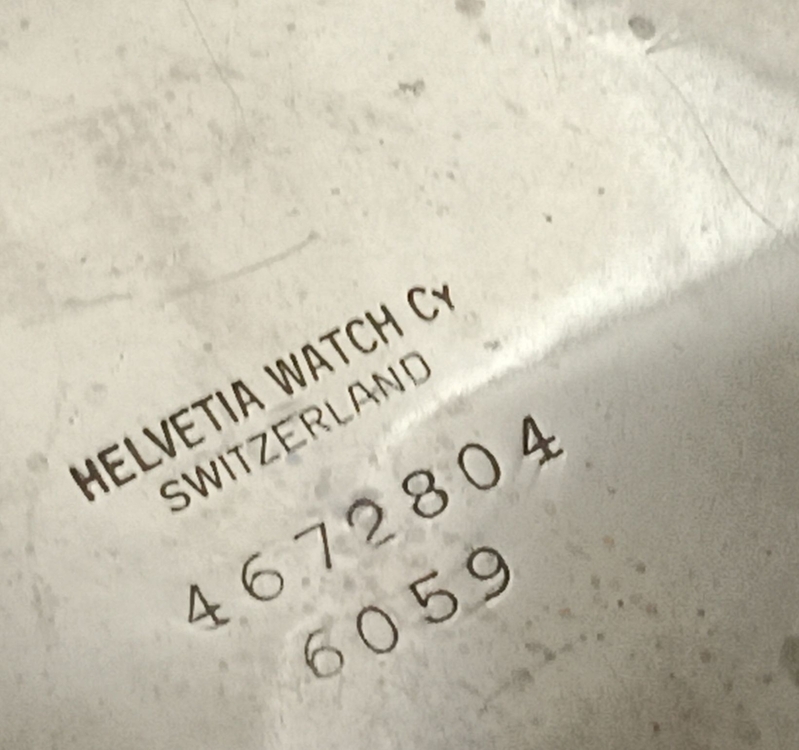 HELVETIA WATCH Cy
SWITZERLAND
4672804
6059